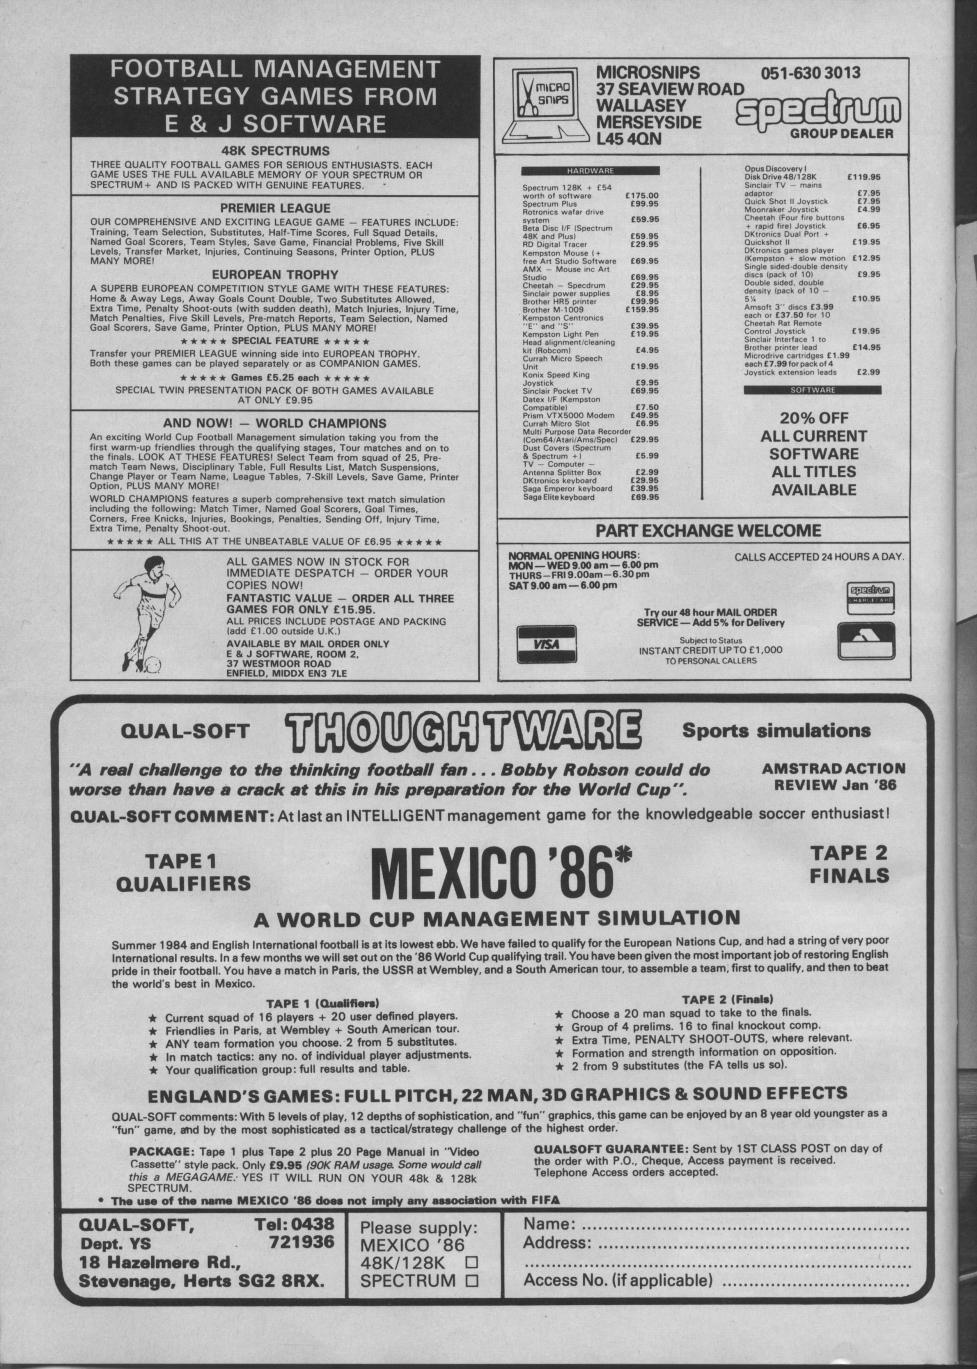 FOOTBALL MANAGEMENT
STRATEGY GAMES FROM
E & J SOFTWARE
48K SPECTRUMS
THREE QUALITY FOOTBALL GAMES FOR SERIOUS ENTHUSIASTS. EACH
GAME USES THE FULL AVAILABLE MEMORY OF YOUR SPECTRUM OR
SPECTRUM+ AND IS PACKED WITH GENUINE FEATURES.
PREMIER LEAGUE
OUR COMPREHENSIVE AND EXCITING LEAGUE GAME — FEATURES INCLUDE:
Training, Team Selection, Substitutes, Half-Time Scores, Full Squad Details,
Named Goal Scorers, Team Styles, Save Game, Financial Problems, Five Skill
Levels, Transfer Market, Injuries, Continuing Seasons, Printer Option, PLUS
MANY MORE!
EUROPEAN TROPHY
A SUPERB EUROPEAN COMPETITION STYLE GAME WITH THESE FEATURES:
Home & Away Legs, Away Goals Count Double, Two Substitutes Allowed,
Extra Time, Penalty Shoot-outs (with sudden death), Match Injuries, Injury Time,
Match Penalties, Five Skill Levels, Pre-match Reports, Team Selection, Named
Goal Scorers, Save Game, Printer Option, PLUS MANY MORE!
★★★★★ SPECIAL FEATURE ★★★★★
Transfer your PREMIER LEAGUE winning side into EUROPEAN TROPHY.
Both these games can be played separately or as COMPANION GAMES.
★★★★★ Games £5.25 each ★★★★★
SPECIAL TWIN PRESENTATION PACK OF BOTH GAMES AVAILABLE
AT ONLY £9.95
AND NOW! — WORLD CHAMPIONS
An exciting World Cup Football Management simulation taking you from the
first warm-up friendlies through the qualifying stages, Tour matches and on to
the finals. LOOK AT THESE FEATURES! Select Team from squad of 25, Pre-
match Team News, Disciplinary Table, Full Results List, Match Suspensions,
Change Player or Team Name, League Tables, 7-Skill Levels, Save Game, Printer
Option, PLUS MANY MORE!
WORLD CHAMPIONS features a superb comprehensive text match simulation
including the following: Match Timer, Named Goal Scorers, Goal Times,
Corners, Free Knicks, Injuries, Bookings, Penalties, Sending Off, Injury Time,
Extra Time, Penalty Shoot-out.
★★★★★ ALL THIS AT THE UNBEATABLE VALUE OF £6.95 ★★★★★
ALL GAMES NOW IN STOCK FOR
IMMEDIATE DESPATCH — ORDER YOUR
COPIES NOW!
FANTASTIC VALUE — ORDER ALL THREE
GAMES FOR ONLY £15.95.
ALL PRICES INCLUDE POSTAGE AND PACKING
(add £1.00 outside U.K.)
AVAILABLE BY MAIL ORDER ONLY
E & J SOFTWARE, ROOM 2,
37 WESTMOOR ROAD
ENFIELD, MIDDX EN3 7LE
MICRO
SNIPS
MICROSNIPS
37 SEAVIEW ROAD
WALLASEY
MERSEYSIDE
L45 4QN
051-630 3013
spectrum
GROUP DEALER
HARDWARE
Spectrum 128K + £54
worth of software £175.00
Spectrum Plus £99.95
Rotronics wafar drive
system £59.95
Beta Disc I/F (Spectrum
48K and Plus) £59.95
RD Digital Tracer £29.95
Kempston Mouse (+
free Art Studio Software £69.95
AMX — Mouse inc Art
Studio £69.95
Cheetah — Specdrum £29.95
Sinclair power supplies £8.95
Brother HR5 printer £99.95
Brother M-1009 £159.95
Kempston Centronics
"E" and "S" £39.95
Kempston Light Pen £19.95
Head alignment/cleaning
kit (Robcom) £4.95
Currah Micro Speech
Unit £19.95
Konix Speed King
Joystick £9.95
Sinclair Pocket TV £69.95
Datex I/F (Kempston
Compatible) £7.50
Prism VTX5000 Modem £49.95
Currah Micro Slot £6.95
Multi Purpose Data Recorder
(Com64/Atari/Ams/Spec) £29.95
Dust Covers (Spectrum
& Spectrum +) £5.99
TV — Computer —
Antenna Splitter Box £2.99
DKtronics keyboard £29.95
Saga Emperor keyboard £39.95
Saga Elite keyboard £69.95
Opus Discovery I
Disk Drive 48/128K £119.95
Sinclair TV — mains
adaptor £7.95
Quick Shot II Joystick £7.95
Moonraker Joystick £4.99
Cheetah (Four fire buttons
+ rapid fire) Joystick £6.95
DKtronics Dual Port +
Quickshot II £19.95
DKtronics games player
(Kempston + slow motion £12.95
Single sided-double density
discs (pack of 10) £9.95
Double sided, double
density (pack of 10 —
5¼ £10.95
Amsoft 3" discs £3.99
each or £37.50 for 10
Cheetah Rat Remote
Control Joystick £19.95
Sinclair Interface 1 to
Brother printer lead £14.95
Microdrive cartridges £1.99
each £7.99 for pack of 4
Joystick extension leads £2.99
SOFTWARE
20% OFF
ALL CURRENT
SOFTWARE
ALL TITLES
AVAILABLE
PART EXCHANGE WELCOME
NORMAL OPENING HOURS:
MON — WED 9.00 am — 6.00 pm
THURS—FRI 9.00am—6.30 pm
SAT 9.00 am — 6.00 pm
CALLS ACCEPTED 24 HOURS A DAY.
Try our 48 hour MAIL ORDER
SERVICE — Add 5% for Delivery
Subject to Status
INSTANT CREDIT UP TO £1,000
TO PERSONAL CALLERS
VISA
spectrum
CHARGECARD
QUAL-SOFT THOUGHTWARE Sports simulations
"A real challenge to the thinking football fan... Bobby Robson could do
worse than have a crack at this in his preparation for the World Cup".
AMSTRAD ACTION
REVIEW Jan '86
QUAL-SOFT COMMENT: At last an INTELLIGENT management game for the knowledgeable soccer enthusiast!
TAPE 1
QUALIFIERS
MEXICO '86*
TAPE 2
FINALS
A WORLD CUP MANAGEMENT SIMULATION
Summer 1984 and English International football is at its lowest ebb. We have failed to qualify for the European Nations Cup, and had a string of very poor
International results. In a few months we will set out on the '86 World Cup qualifying trail. You have been given the most important job of restoring English
pride in their football. You have a match in Paris, the USSR at Wembley, and a South American tour, to assemble a team; first to qualify, and then to beat
the world's best in Mexico.
TAPE 1 (Qualifiers)
★ Current squad of 16 players + 20 user defined players.
★ Friendlies in Paris, at Wembley + South American tour.
★ ANY team formation you choose. 2 from 5 substitutes.
★ In match tactics: any no. of individual player adjustments.
★ Your qualification group: full results and table.
TAPE 2 (Finals)
★ Choose a 20 man squad to take to the finals.
★ Group of 4 prelims. 16 to final knockout comp.
★ Extra Time, PENALTY SHOOT-OUTS, where relevant.
★ Formation and strength information on opposition.
★ 2 from 9 substitutes (the FA tells us so).
ENGLAND'S GAMES: FULL PITCH, 22 MAN, 3D GRAPHICS & SOUND EFFECTS
QUAL-SOFT comments: With 5 levels of play, 12 depths of sophistication, and "fun" graphics, this game can be enjoyed by an 8 year old youngster as a
"fun" game, and by the most sophisticated as a tactical/strategy challenge of the highest order.
PACKAGE: Tape 1 plus Tape 2 plus 20 Page Manual in "Video
Cassette" style pack. Only £9.95 (90K RAM usage. Some would call
this a MEGAGAME. YES IT WILL RUN ON YOUR 48k & 128k
SPECTRUM.
QUALSOFT GUARANTEE: Sent by 1ST CLASS POST on day of
the order with P.O., Cheque, Access payment is received.
Telephone Access orders accepted.
* The use of the name MEXICO '86 does not imply any association with FIFA
QUAL-SOFT, Tel: 0438
Dept. YS 721936
18 Hazelmere Rd.,
Stevenage, Herts SG2 8RX.
Please supply:
MEXICO '86
48K/128K □
SPECTRUM □
Name: ........................................
Address: ........................................
........................................
Access No. (if applicable) ........................................